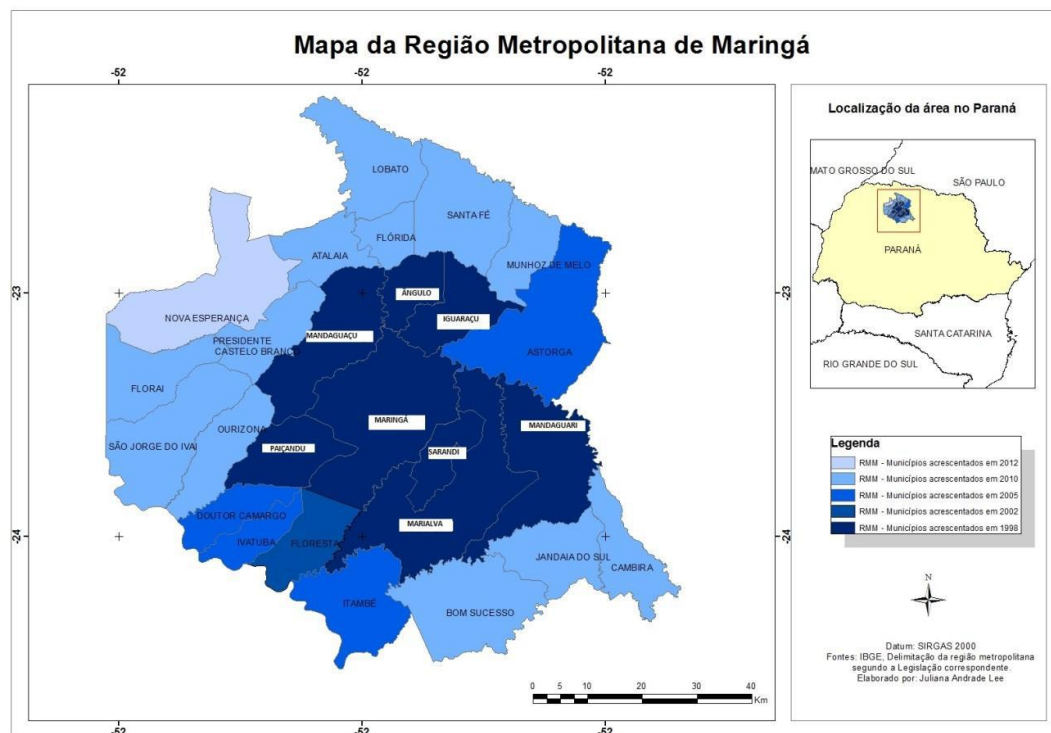 Mapa da Região Metropolitana de Maringá
-52
-52
-52
LOBATO
SANTA FÉ
FLÓRIDA
ATALAIA
MUNHOZ DE MELO
-23
ÂNGULO
-23
NOVA ESPERANÇA
IGUARAÇU
MANDAGUAÇU
PRESIDENTE
CASTELO BRANCO
ASTORGA
FLORAI
MARINGÁ
MANDAGUARI
OURIZONA
SÃO JORGE DO IVAI
PAIÇANDU
SARANDI
DOUTOR CAMARGO
MARIALVA
-24
IVATUBA
FLORESTA
-24
JANDAIA DO SUL
CAMBIRA
ITAMBÉ
BOM SUCESSO
0 5 10 20 30 40
Km
-52
-52
-52
Localização da área no Paraná
MATO GROSSO DO SUL
SÃO PAULO
PARANÁ
SANTA CATARINA
RIO GRANDE DO SUL
Legenda
RMM - Municípios acrescentados em 2012
RMM - Municípios acrescentados em 2010
RMM - Municípios acrescentados em 2005
RMM - Municípios acrescentados em 2002
RMM - Municípios acrescentados em 1998
N
Datum: SIRGAS 2000
Fontes: IBGE, Delimitação da região metropolitana
segundo a Legislação correspondente.
Elaborado por: Juliana Andrade Lee